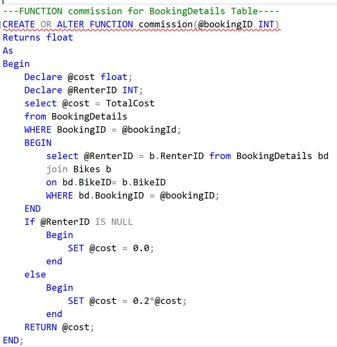 ---FUNCTION commission for BookingDetails Table----
CREATE OR ALTER FUNCTION commission(@bookingID INT)
Returns float
As
Begin
Declare @cost float;
Declare @RenterID INT;
select @cost = TotalCost
from BookingDetails
WHERE BookingID = @bookingId;
BEGIN
select @RenterID = b.RenterID from BookingDetails bd
join Bikes b
on bd.BikeID= b.BikeID
WHERE bd.BookingID = @bookingID;
END
If @RenterID IS NULL
Begin
SET @cost = 0.0;
end
else
Begin
SET @cost = 0.2*@cost;
end
RETURN @cost;
END;